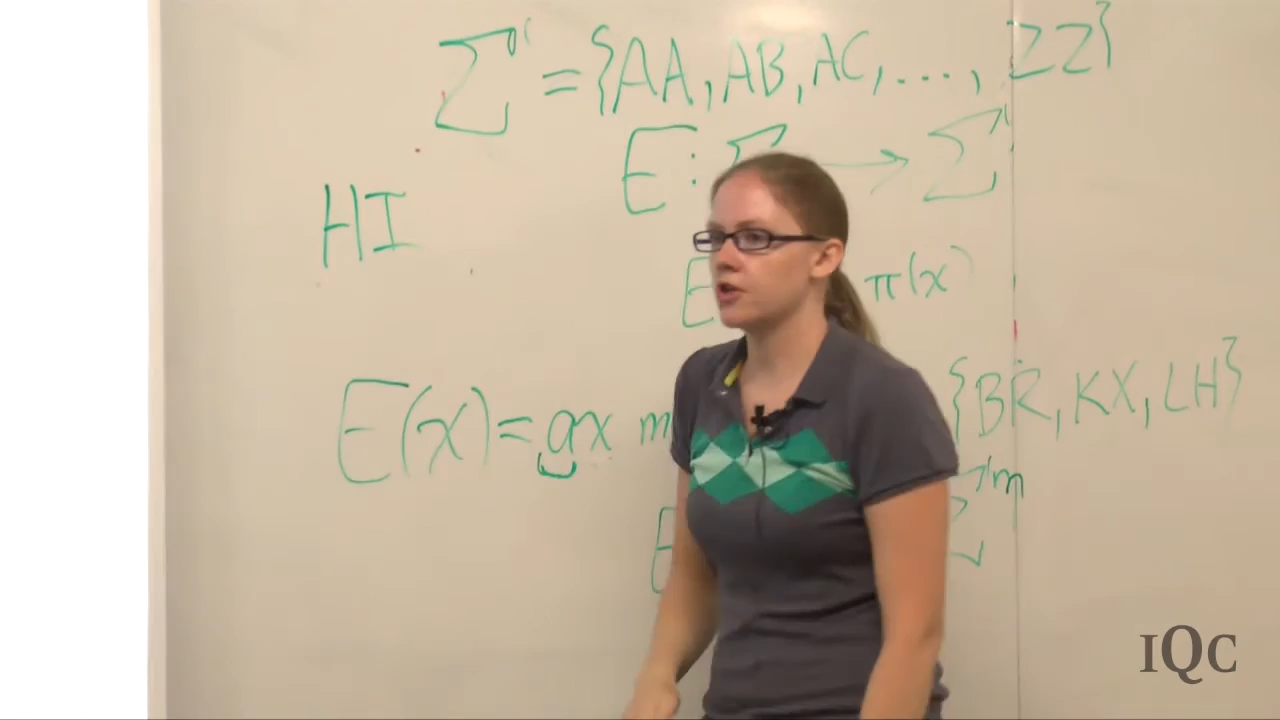 Σ' = {AA, AB, AC, ..., ZZ}
E: Σ → Σ'
HI
E π(x)
E(x) = ax m {BR, KX, LH}
E Σ'm
IQC